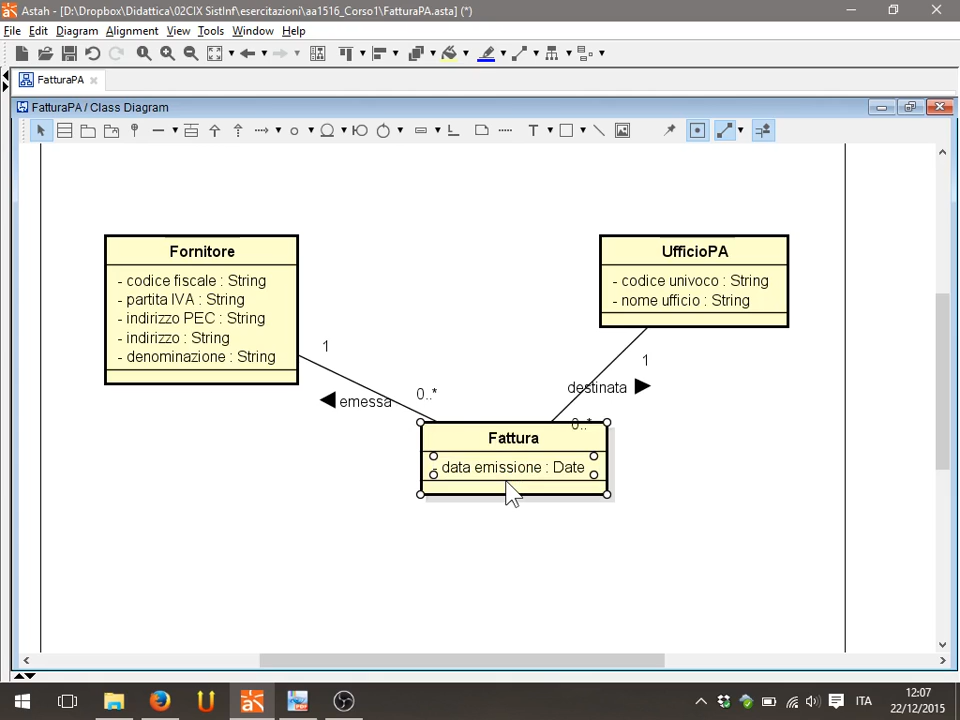 Astah - [D:\Dropbox\Didattica\02CIX SistInf\esercitazioni\aa1516_Corso1\FatturaPA.asta] (*)
File Edit Diagram Alignment View Tools Window Help
FatturaPA
FatturaPA / Class Diagram
T
Fornitore
- codice fiscale : String
- partita IVA : String
- indirizzo PEC : String
- indirizzo : String
- denominazione : String
UfficioPA
- codice univoco : String
- nome ufficio : String
1
0..*
emessa
1
destinata
0..*
Fattura
- data emissione : Date
ITA
12:07
22/12/2015